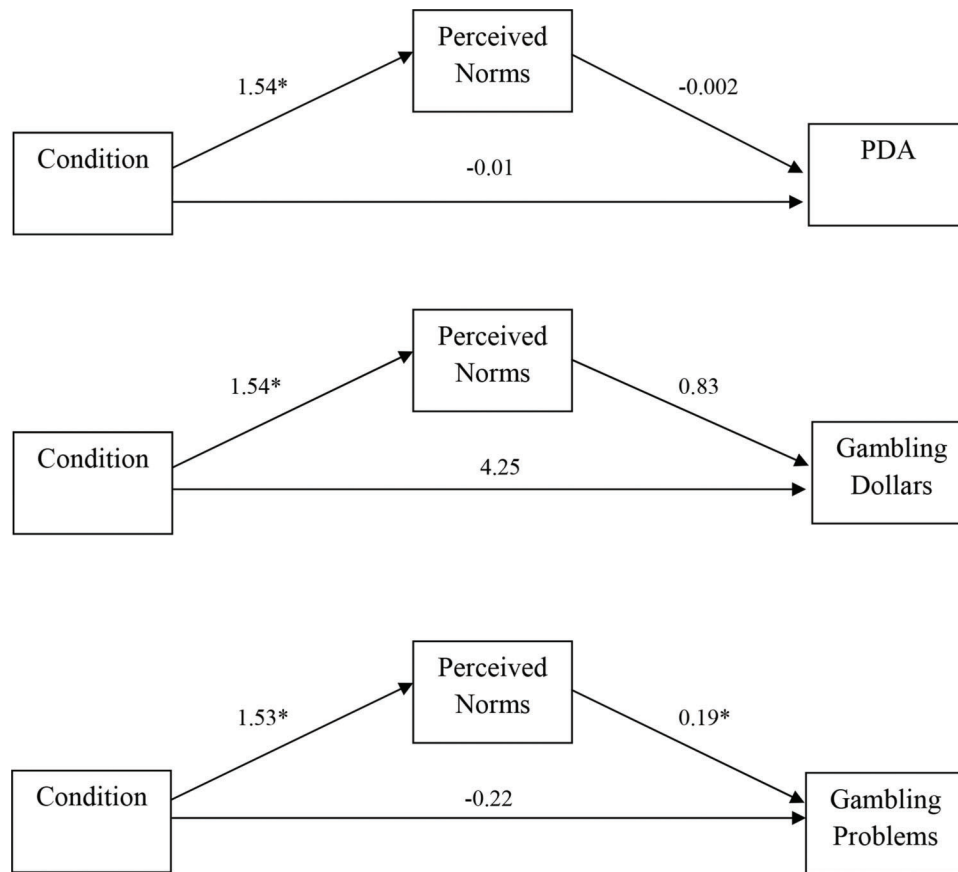 Perceived
Norms
1.54*
-0.002
Condition
PDA
-0.01
Perceived
Norms
1.54*
0.83
Condition
Gambling
Dollars
4.25
Perceived
Norms
1.53*
0.19*
Condition
Gambling
Problems
-0.22